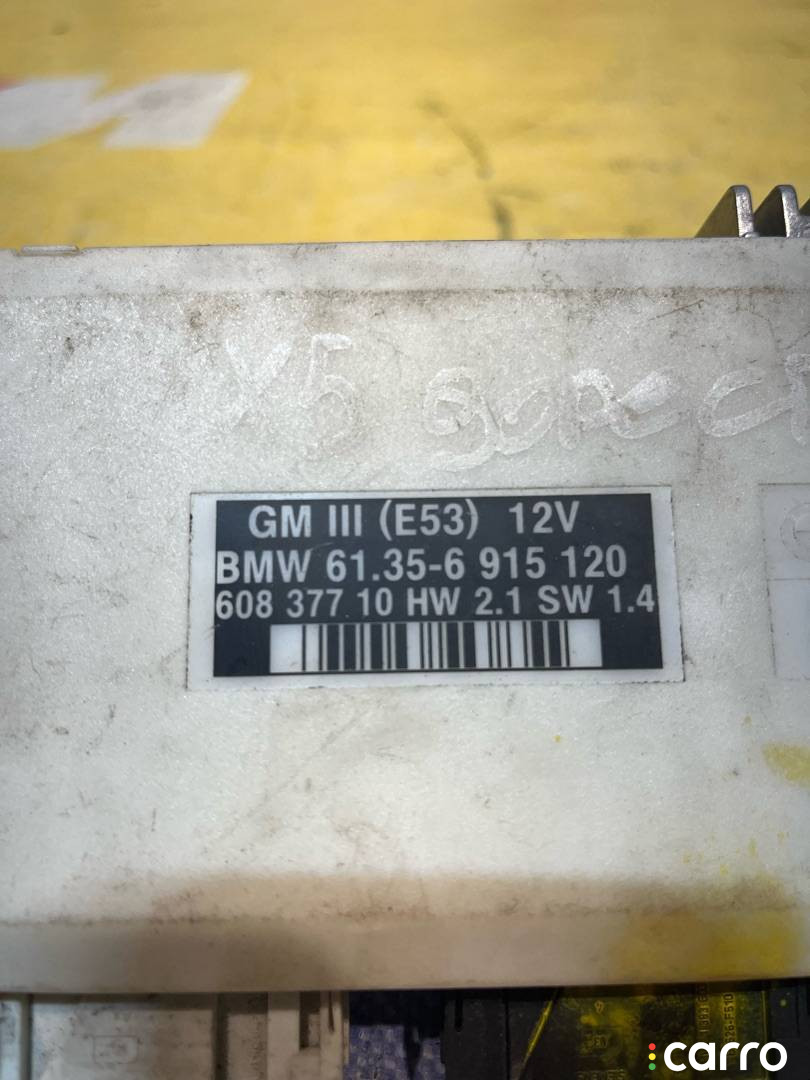 X5
GM III (E53) 12V
BMW 61.35-6 915 120
608 377 10 HW 2.1 SW 1.4
carro